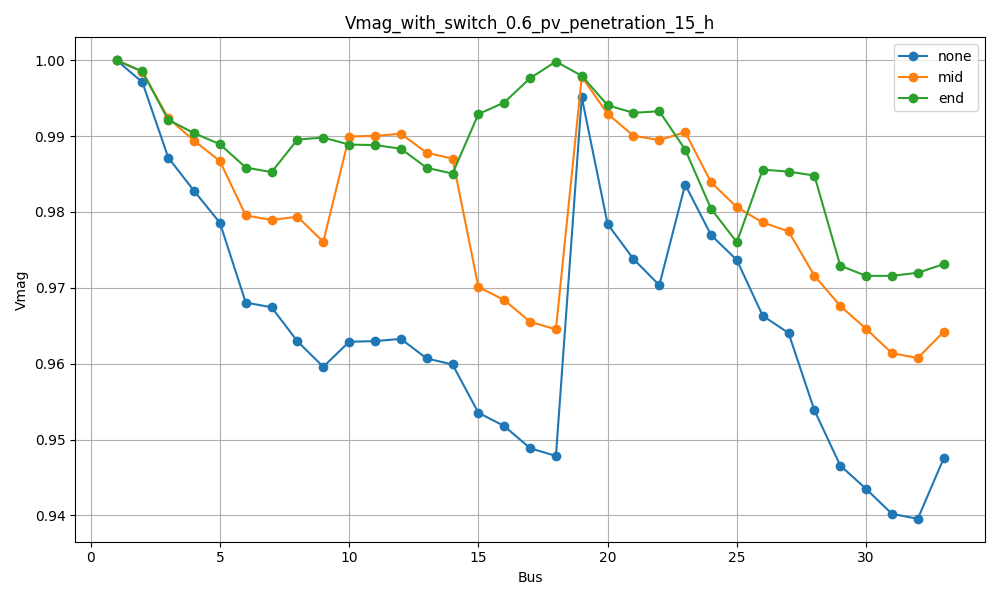 Vmag_with_switch_0.6_pv_penetration_15_h
none
mid
end
1.00
0.99
0.98
0.97
0.96
0.95
0.94
Vmag
0 5 10 15 20 25 30
Bus